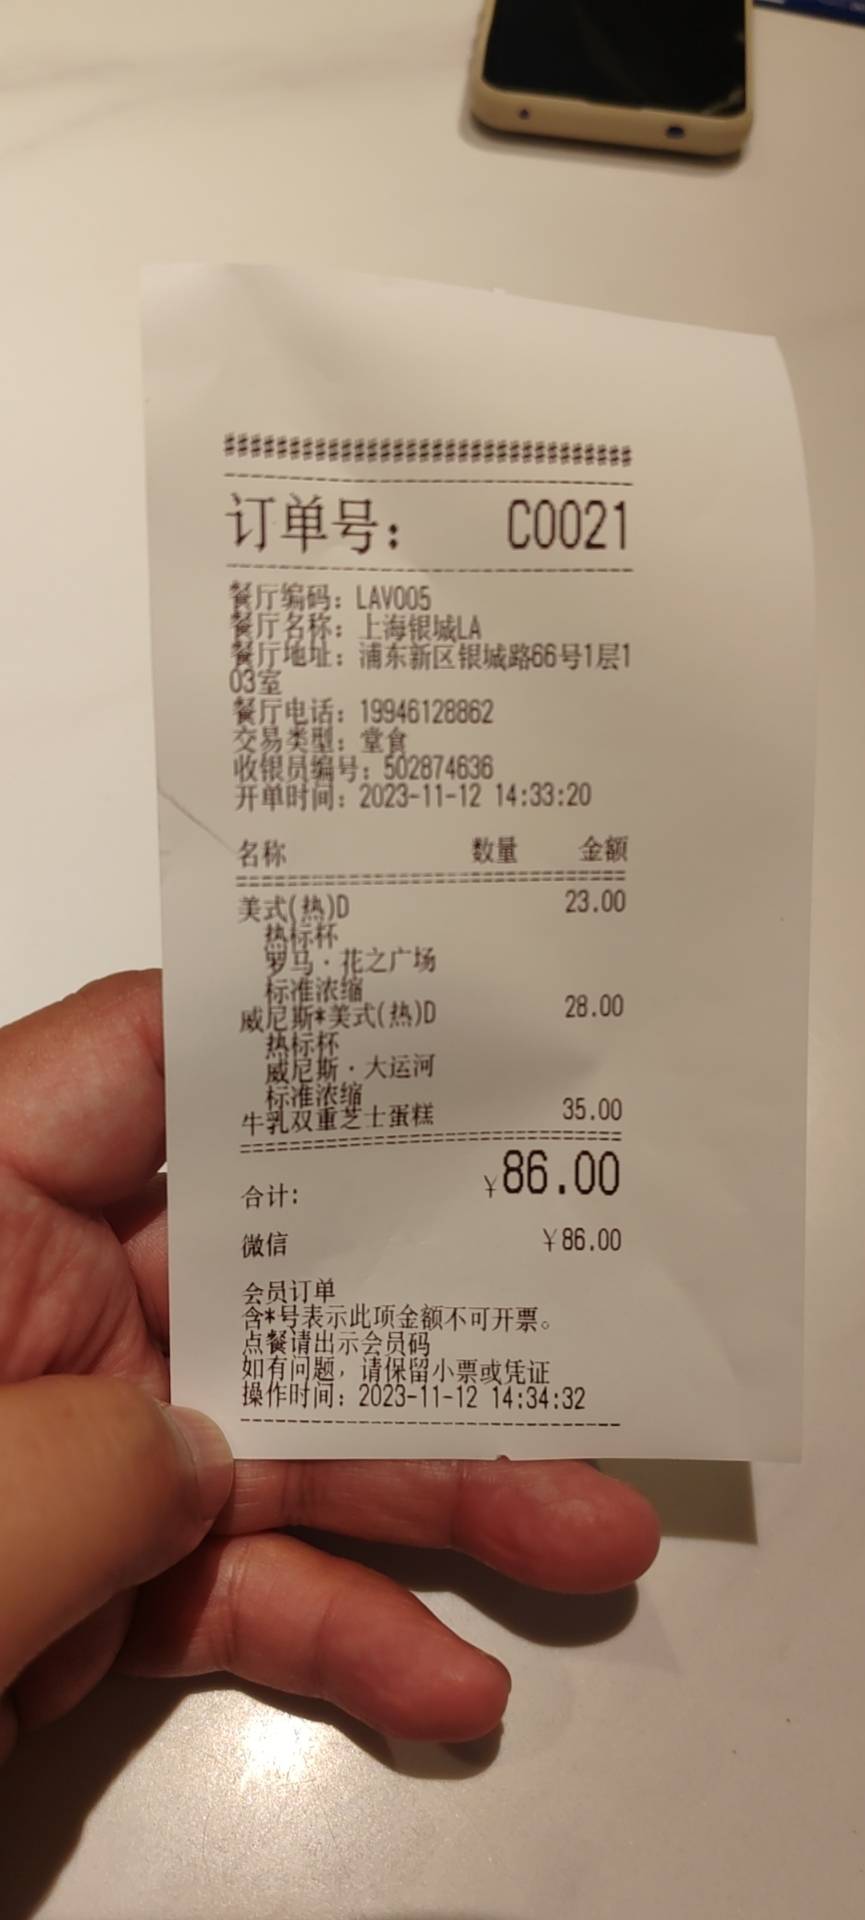 ##################################
订单号： C0021
餐厅编码：LAV005
餐厅名称：上海银城LA
餐厅地址：浦东新区银城路66号1层1
03室
餐厅电话：19946128862
交易类型：堂食
收银员编号：502874636
开单时间：2023-11-12 14:33:20
名称 数量 金额
美式(热)D 23.00
热标杯
罗马·花之广场
标准浓缩
威尼斯*美式(热)D 28.00
热标杯
威尼斯·大运河
标准浓缩
牛乳双重芝士蛋糕 35.00
合计: ¥86.00
微信 ¥86.00
会员订单
含*号表示此项金额不可开票。
点餐请出示会员码
如有问题，请保留小票或凭证
操作时间：2023-11-12 14:34:32